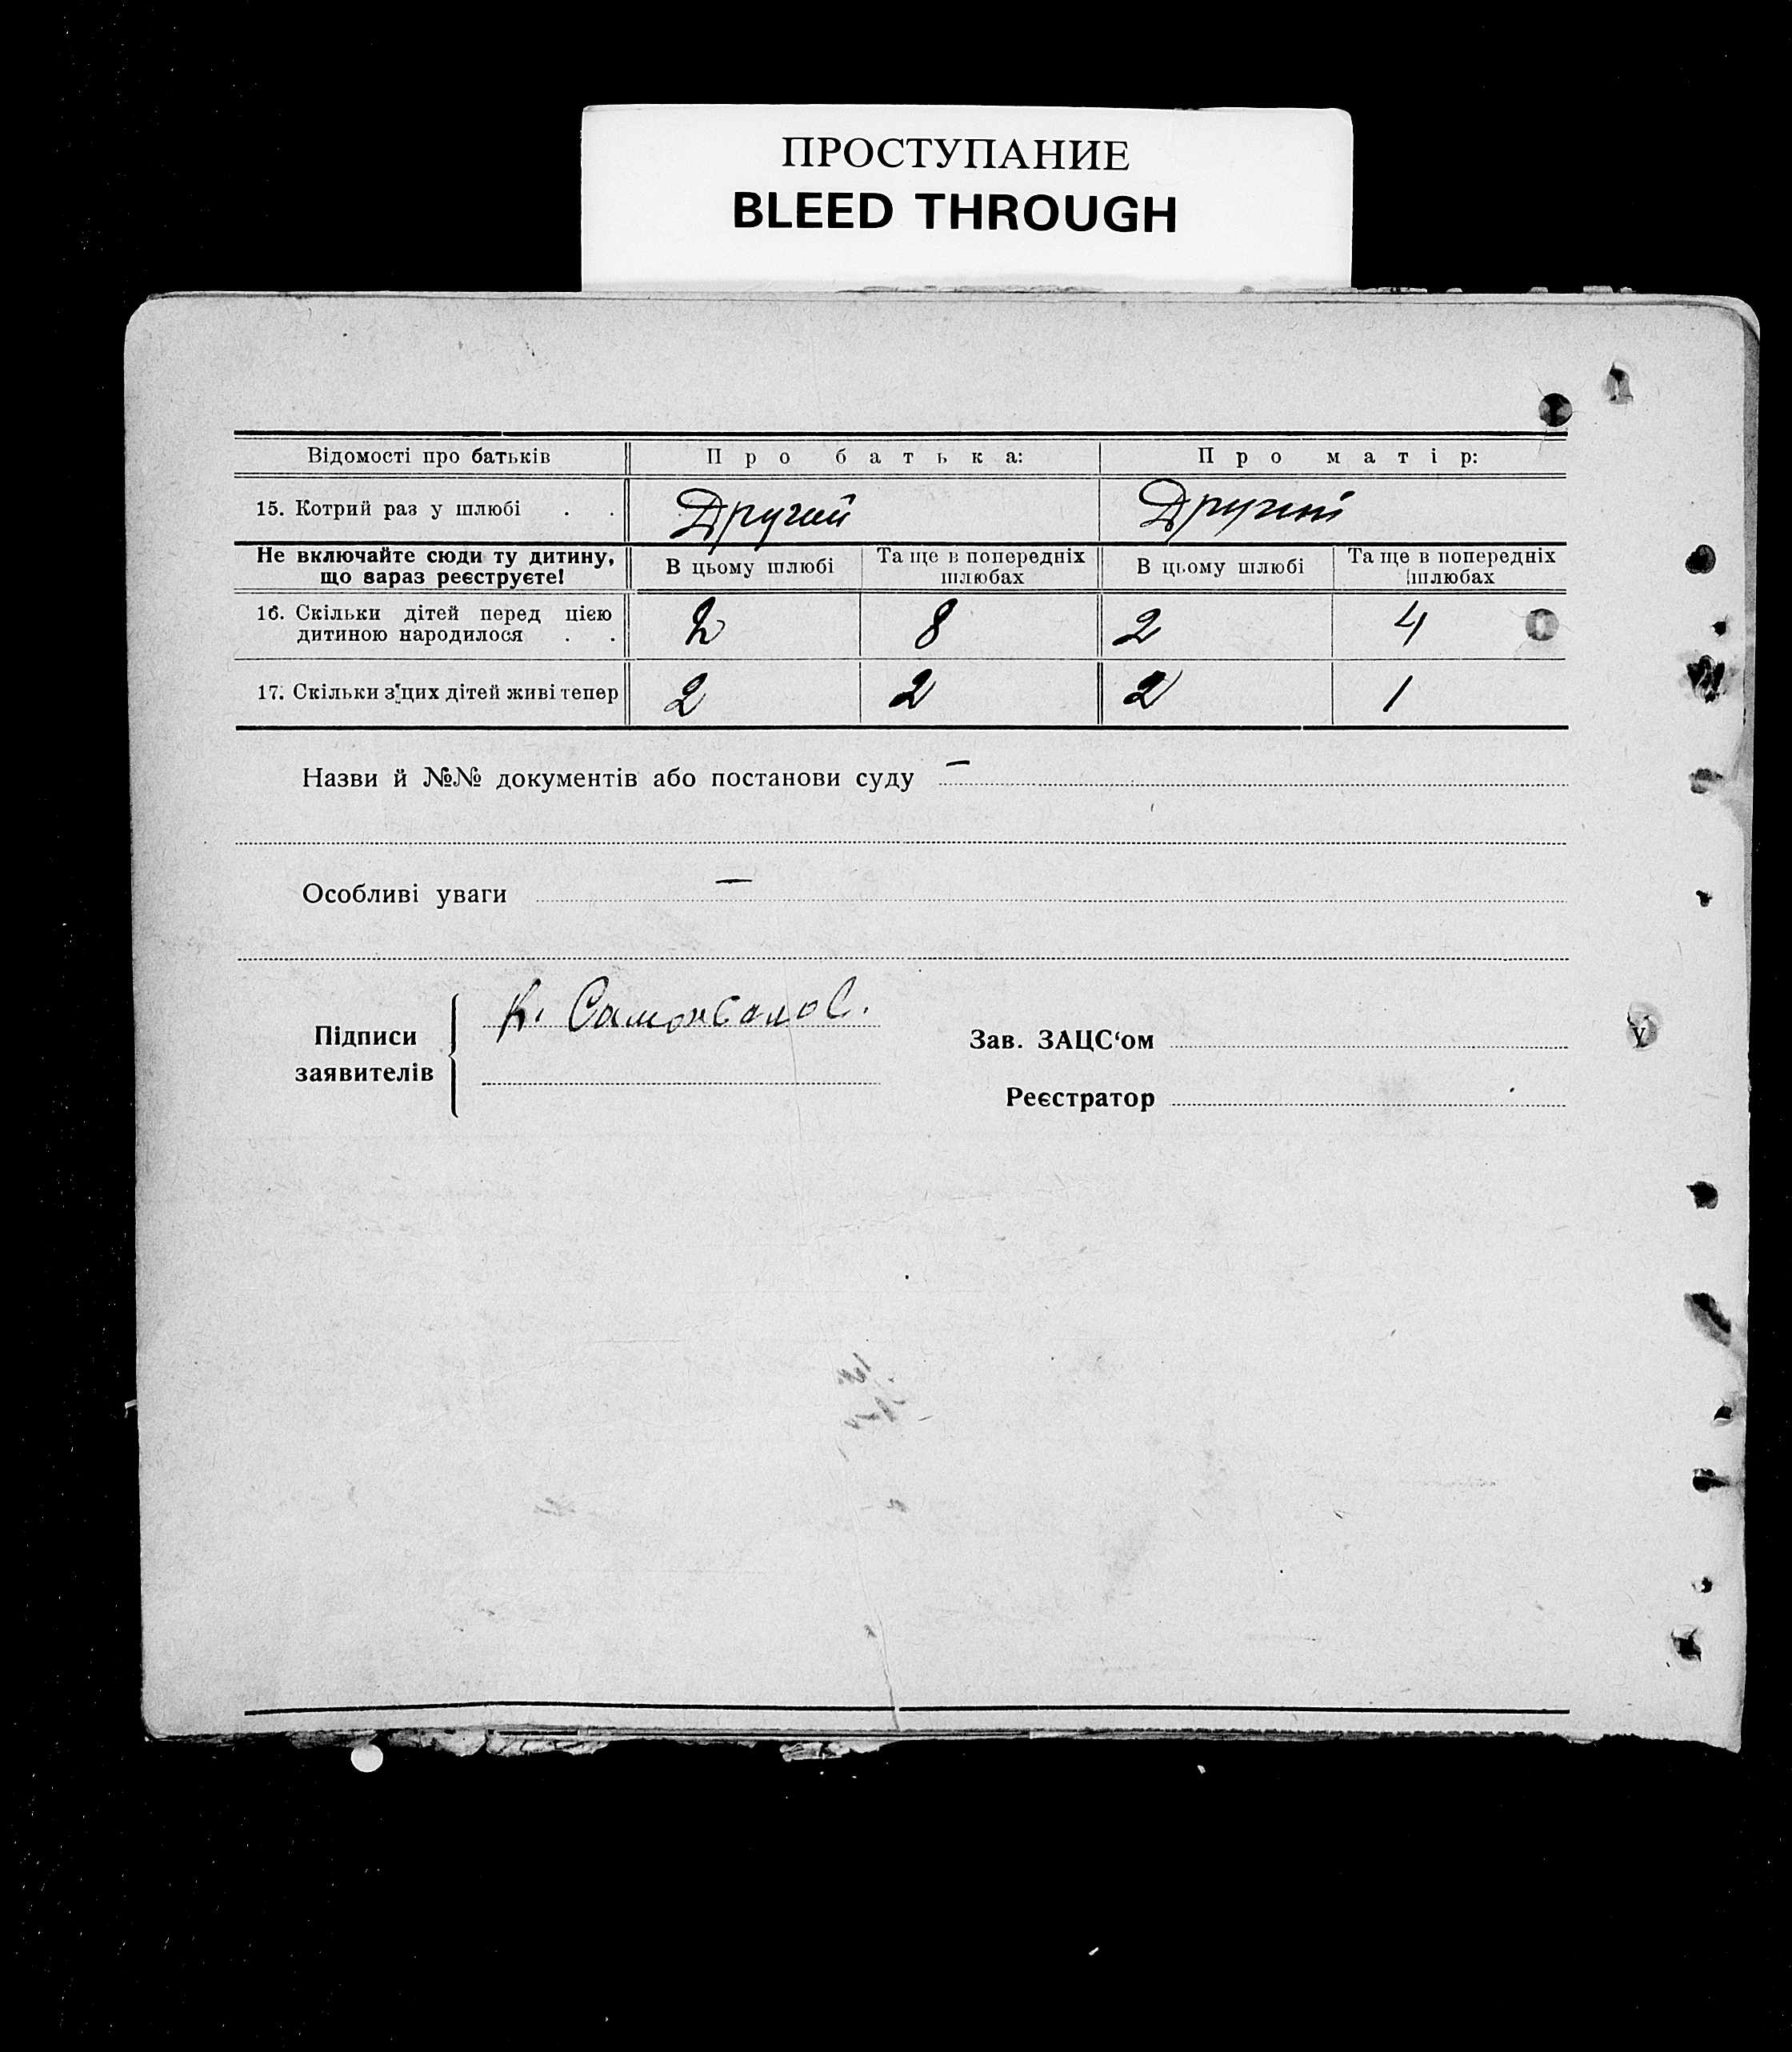 ПРОСТУПАНИЕ
BLEED THROUGH
Відомості про батьків Про батька: Про матір:
15. Котрий раз у шлюбі . . Другий Другий
Не включайте сюди ту дитину, що зараз реєструєте! В цьому шлюбі Та ще в попередніх шлюбах В цьому шлюбі Та ще в попередніх шлюбах
16. Скільки дітей перед цією дитиною народилося . . 2 8 2 4
17. Скільки з цих дітей живі тепер 2 2 2 1
Назви й №№ документів або постанови суду —
Особливі уваги —
Підписи заявителів
К.
Зав. ЗАЦС‘ом
Реєстратор